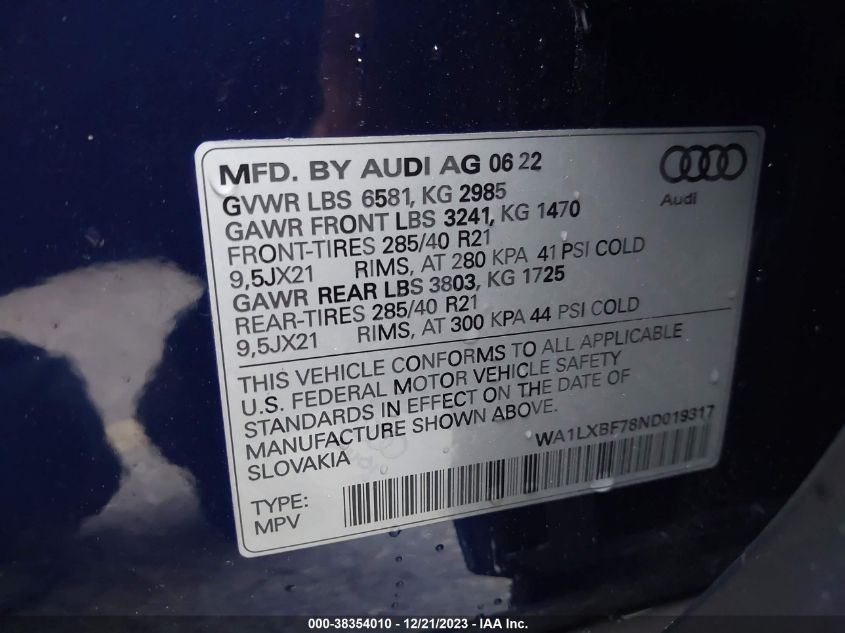 MFD. BY AUDI AG 06 22
GVWR LBS 6581, KG 2985
GAWR FRONT LBS 3241, KG 1470
FRONT-TIRES 285/40 R21
9,5JX21 RIMS, AT 280 KPA 41 PSI COLD
GAWR REAR LBS 3803, KG 1725
REAR-TIRES 285/40 R21
9,5JX21 RIMS, AT 300 KPA 44 PSI COLD
Audi
THIS VEHICLE CONFORMS TO ALL APPLICABLE
U.S. FEDERAL MOTOR VEHICLE SAFETY
STANDARDS IN EFFECT ON THE DATE OF
MANUFACTURE SHOWN ABOVE.
SLOVAKIA
WA1LXBF78ND019317
TYPE:
MPV
000-38354010 - 12/21/2023 - IAA Inc.